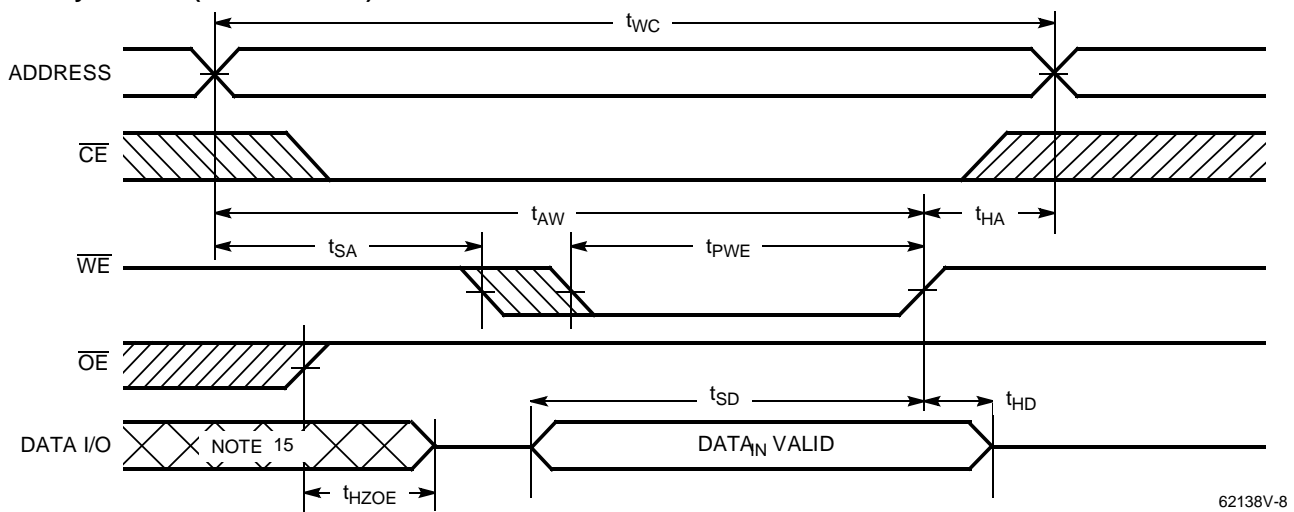 tWC
ADDRESS
CE
tAW
tHA
tSA
tPWE
WE
OE
tSD
tHD
DATA I/O
NOTE 15
DATAIN VALID
tHZOE
62138V-8